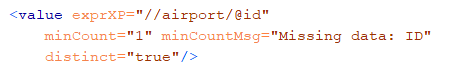 <value exprXP="//airport/@id"
minCount="1" minCountMsg="Missing data: ID"
distinct="true"/>